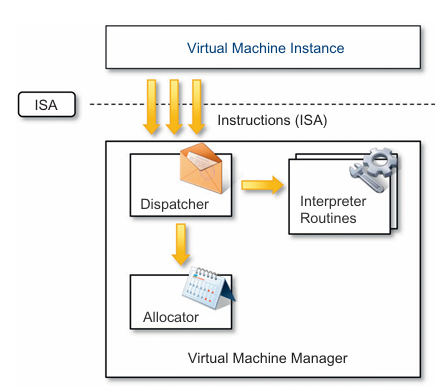 Virtual Machine Instance
ISA
Instructions (ISA)
Dispatcher
Interpreter
Routines
Allocator
Virtual Machine Manager